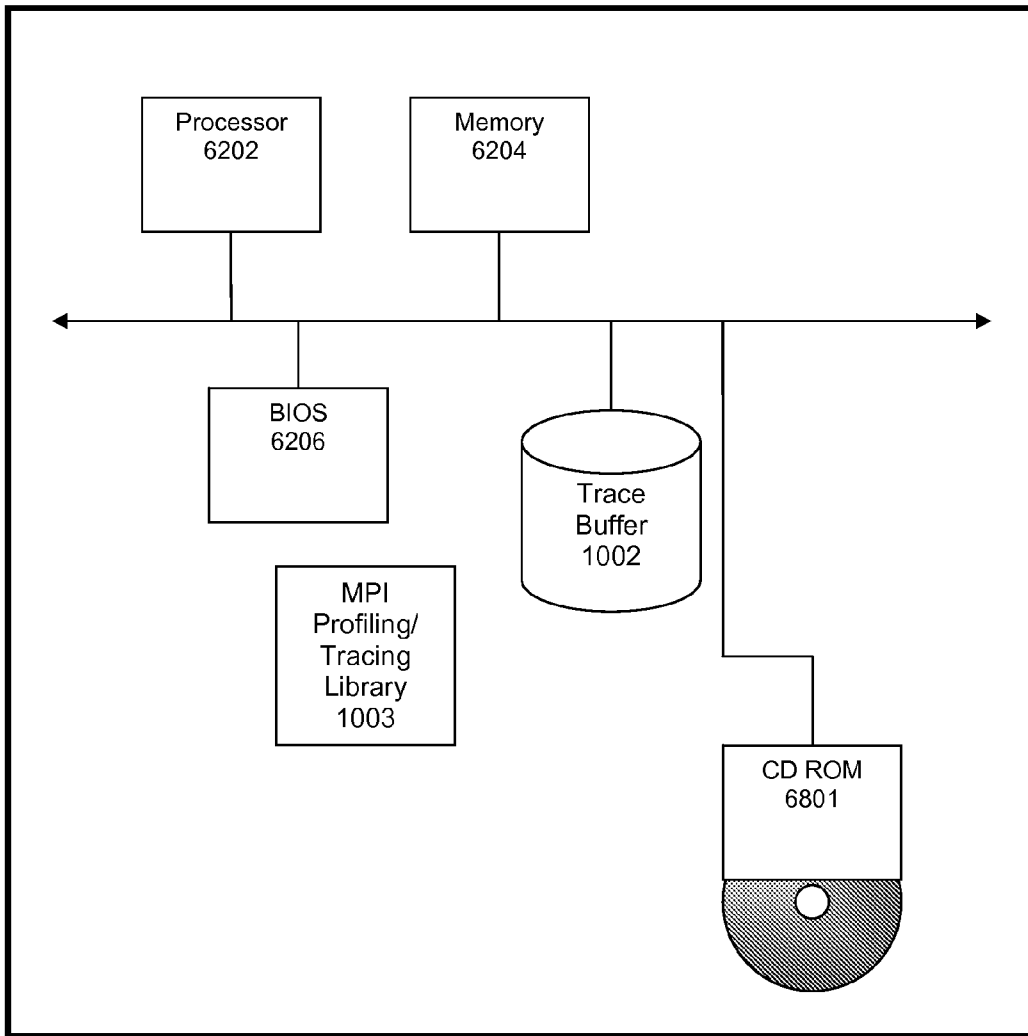 Processor
6202
Memory
6204
BIOS
6206
Trace
Buffer
1002
MPI
Profiling/
Tracing
Library
1003
CD ROM
6801